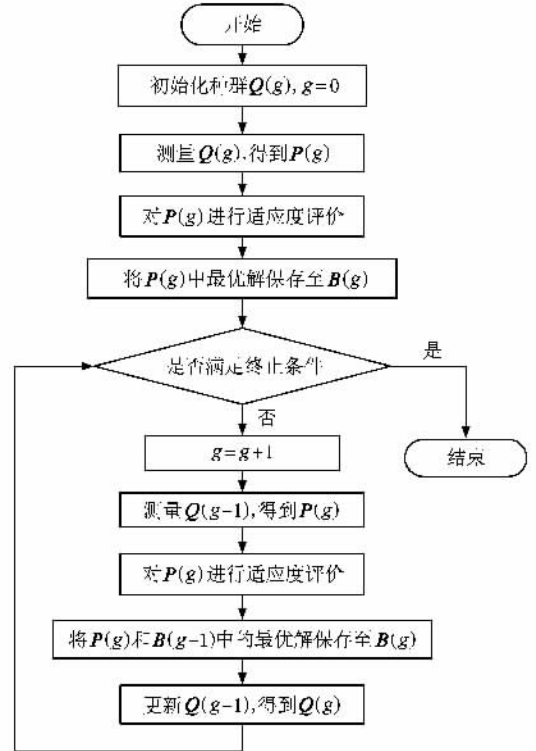 开始
初始化种群Q(g), g=0
测量Q(g),得到P(g)
对P(g)进行适应度评价
将P(g)中最优解保存至B(g)
是否满足终止条件
是
否
g=g+1
结束
测量Q(g-1),得到P(g)
对P(g)进行适应度评价
将P(g)和B(g-1)中的最优解保存至B(g)
更新Q(g-1),得到Q(g)